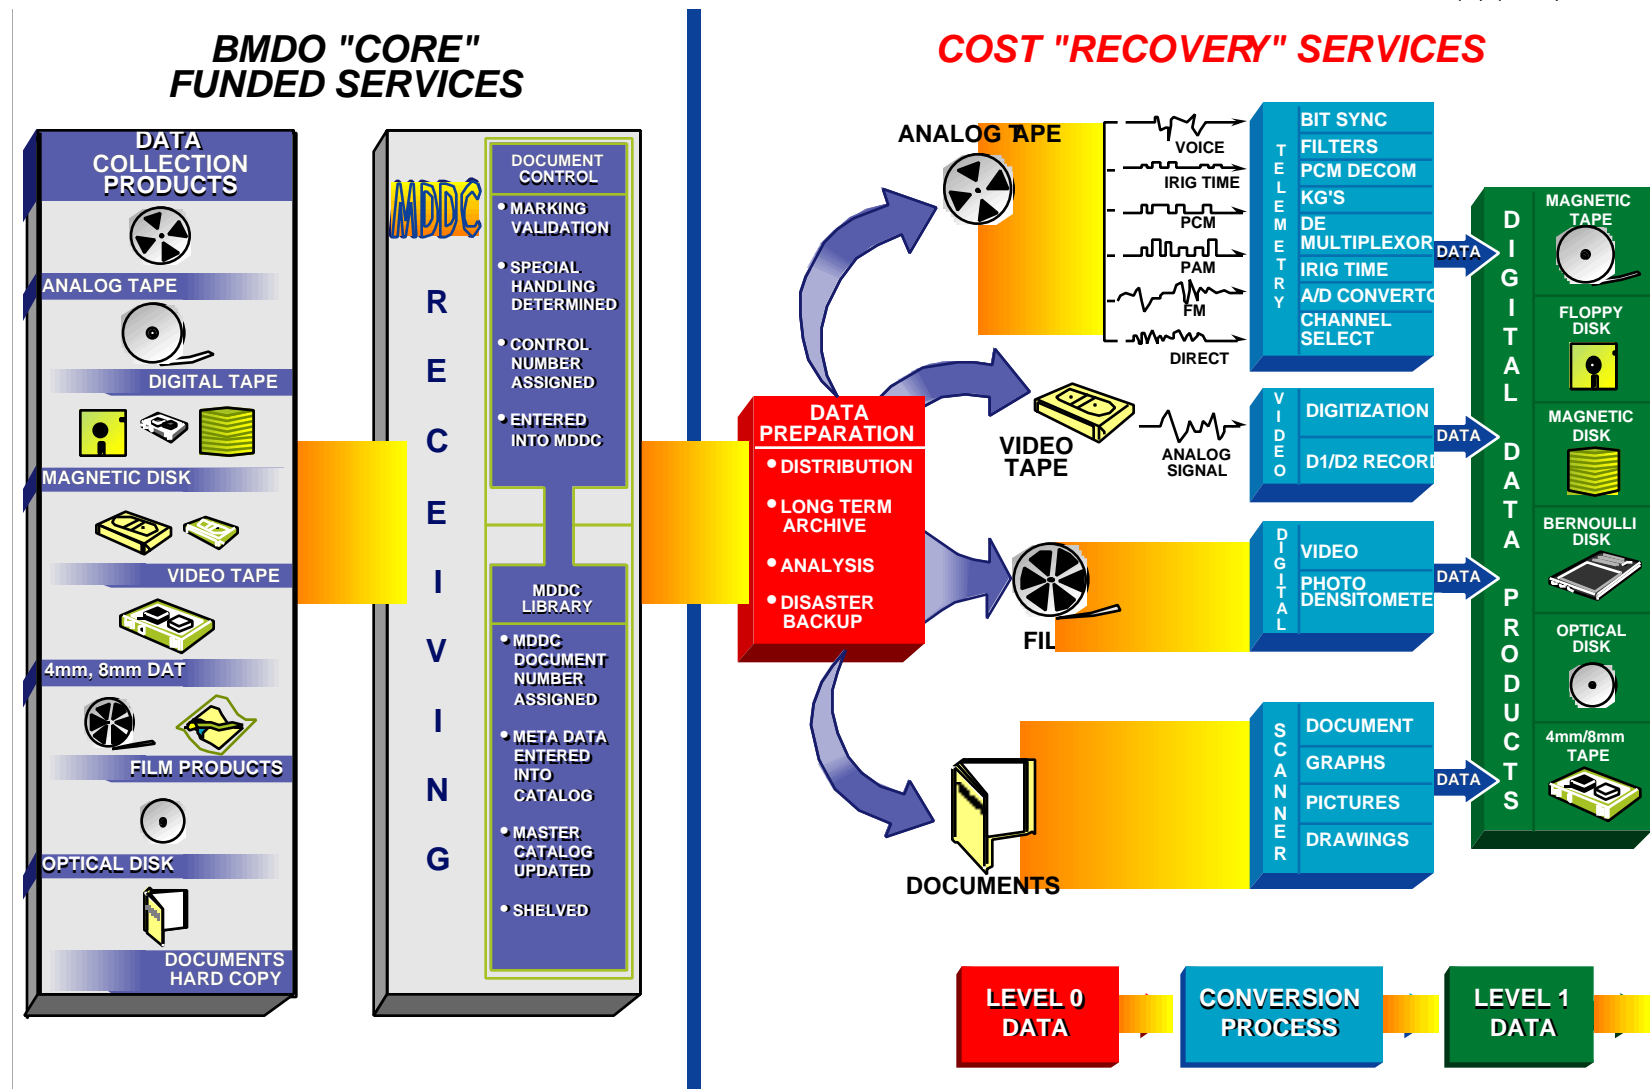 BMDO "CORE"
FUNDED SERVICES
DATA
COLLECTION
PRODUCTS
ANALOG TAPE
DIGITAL TAPE
MAGNETIC DISK
VIDEO TAPE
4mm, 8mm DAT
FILM PRODUCTS
OPTICAL DISK
DOCUMENTS
HARD COPY
MDDC
RECEIVING
DOCUMENT
CONTROL
• MARKING
VALIDATION
• SPECIAL
HANDLING
DETERMINED
• CONTROL
NUMBER
ASSIGNED
• ENTERED
INTO MDDC
MDDC
LIBRARY
• MDDC
DOCUMENT
NUMBER
ASSIGNED
• META DATA
ENTERED
INTO
CATALOG
• MASTER
CATALOG
UPDATED
• SHELVED
COST "RECOVERY" SERVICES
DATA
PREPARATION
• DISTRIBUTION
• LONG TERM
ARCHIVE
• ANALYSIS
• DISASTER
BACKUP
ANALOG TAPE
VOICE
IRIG TIME
PCM
PAM
FM
DIRECT
TELEMETRY
BIT SYNC
FILTERS
PCM DECOM
KG'S
DE
MULTIPLEXOR
IRIG TIME
A/D CONVERTO
CHANNEL
SELECT
DATA
VIDEO
TAPE
ANALOG
SIGNAL
VIDEO
DIGITIZATION
D1/D2 RECORD
DATA
FIL
DIGITAL
VIDEO
PHOTO
DENSITOMETE
DATA
DOCUMENTS
SCANNER
DOCUMENT
GRAPHS
PICTURES
DRAWINGS
DATA
DIGITAL DATA PRODUCTS
MAGNETIC
TAPE
FLOPPY
DISK
MAGNETIC
DISK
BERNOULLI
DISK
OPTICAL
DISK
4mm/8mm
TAPE
LEVEL 0
DATA
CONVERSION
PROCESS
LEVEL 1
DATA